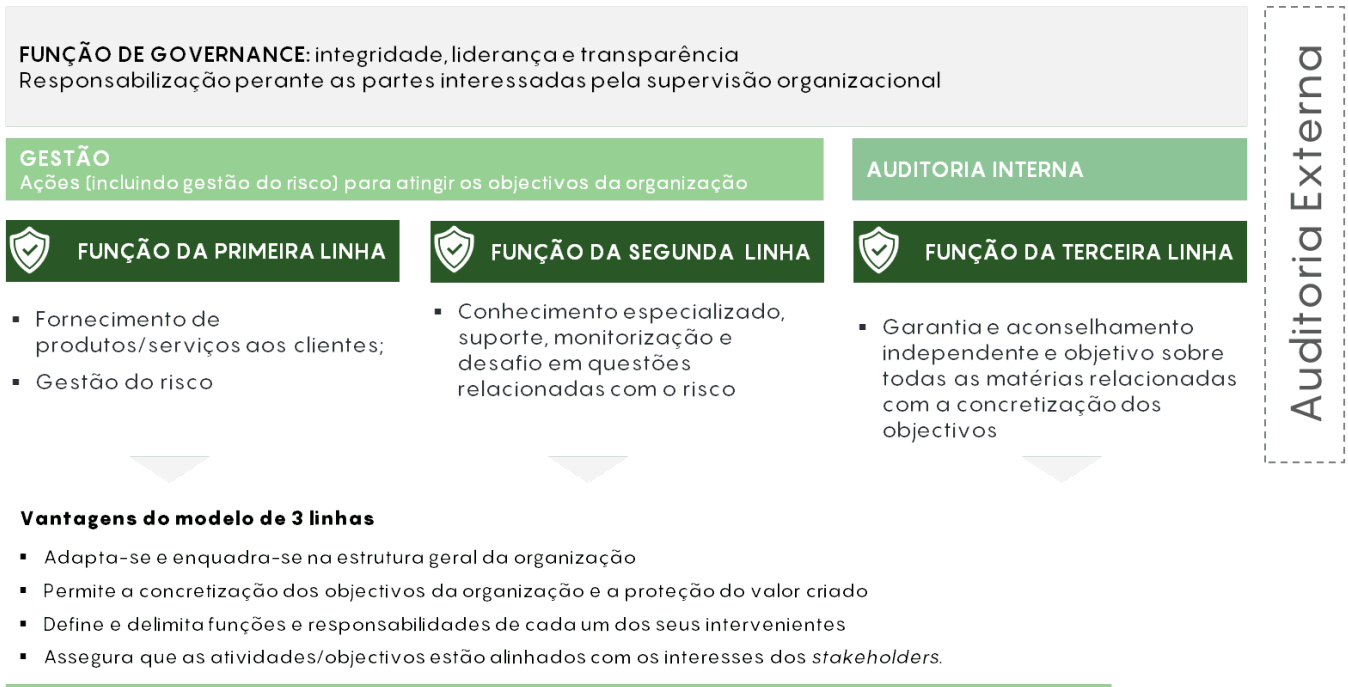 FUNÇÃO DE GOVERNANCE: integridade, liderança e transparência
Responsabilização perante as partes interessadas pela supervisão organizacional
GESTÃO
Ações (incluindo gestão do risco) para atingir os objectivos da organização
AUDITORIA INTERNA
Auditoria Externa
FUNÇÃO DA PRIMEIRA LINHA
▪ Fornecimento de
produtos/serviços aos clientes;
▪ Gestão do risco
FUNÇÃO DA SEGUNDA LINHA
▪ Conhecimento especializado,
suporte, monitorização e
desafio em questões
relacionadas com o risco
FUNÇÃO DA TERCEIRA LINHA
▪ Garantia e aconselhamento
independente e objetivo sobre
todas as matérias relacionadas
com a concretização dos
objectivos
Vantagens do modelo de 3 linhas
▪ Adapta-se e enquadra-se na estrutura geral da organização
▪ Permite a concretização dos objectivos da organização e a proteção do valor criado
▪ Define e delimita funções e responsabilidades de cada um dos seus intervenientes
▪ Assegura que as atividades/objectivos estão alinhados com os interesses dos stakeholders.